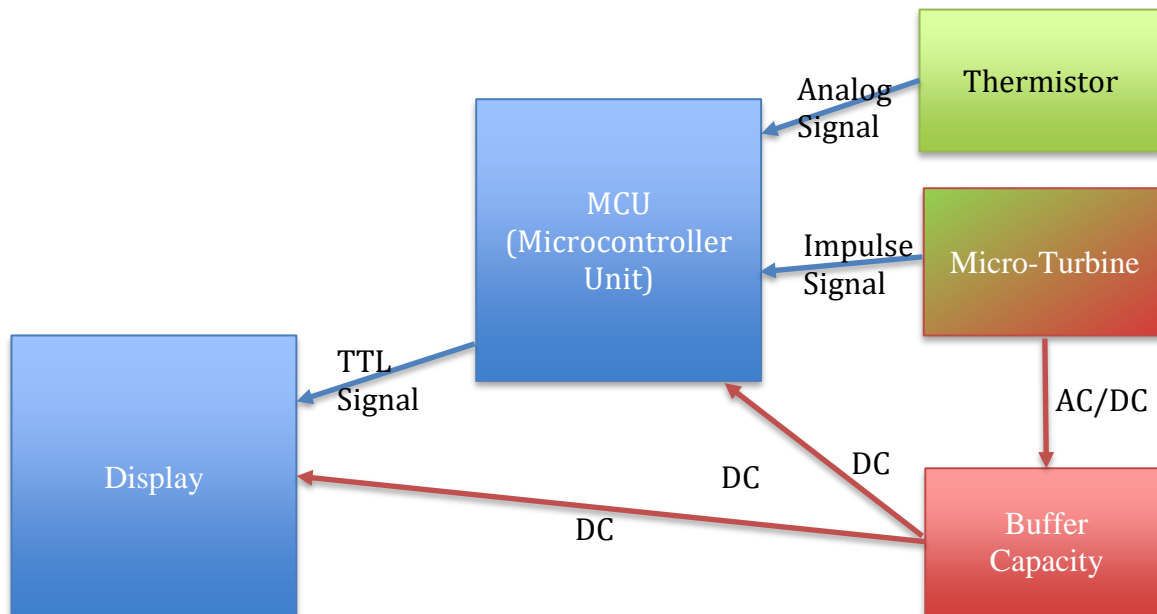 Thermistor
Analog
Signal
MCU
(Microcontroller
Unit)
Impulse
Signal
Micro-Turbine
TTL
Signal
AC/DC
Display
DC
DC
DC
Buffer
Capacity